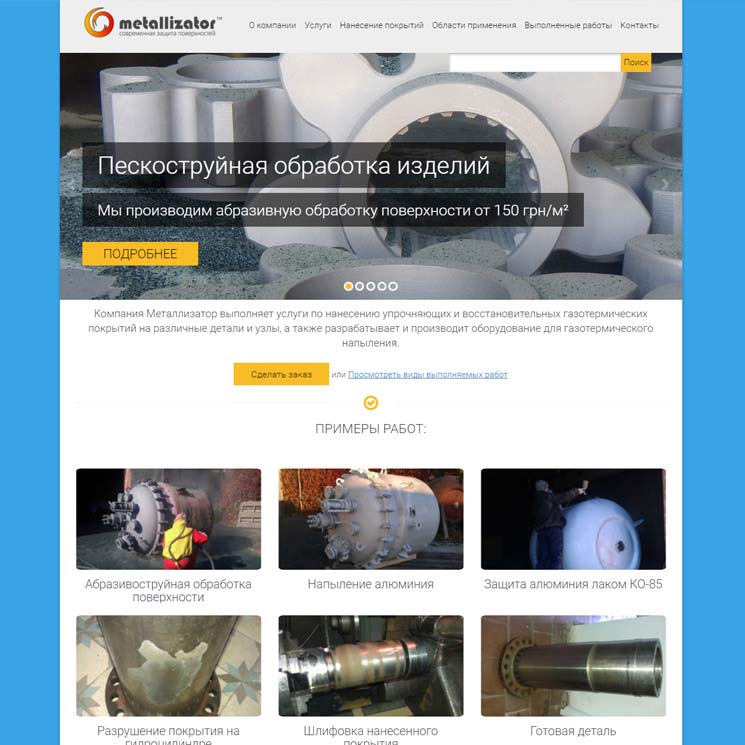 metallizator™
современная защита поверхностей
О компании Услуги Нанесение покрытий Области применения Выполненные работы Контакты
Поиск
Пескоструйная обработка изделий
Мы производим абразивную обработку поверхности от 150 грн/м²
ПОДРОБНЕЕ
Компания Металлизатор выполняет услуги по нанесению упрочняющих и восстановительных газотермических
покрытий на различные детали и узлы, а также разрабатывает и производит оборудование для газотермического
напыления.
Сделать заказ или Просмотреть виды выполняемых работ
ПРИМЕРЫ РАБОТ:
Абразивоструйная обработка
поверхности
Напыление алюминия
Защита алюминия лаком КО-85
Разрушение покрытия на
гидроцилиндре
Шлифовка нанесенного
покрытия
Готовая деталь